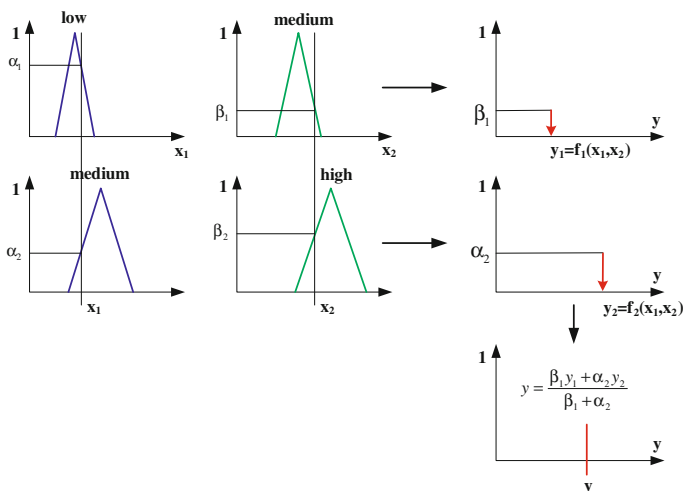 low
medium
1
α₁
x₁
1
β₁
x₂
1
β₁
y
y₁=f₁(x₁,x₂)
medium
high
1
α₂
x₁
1
β₂
x₂
1
α₂
y
y₂=f₂(x₁,x₂)
1
y = (β₁y₁ + α₂y₂) / (β₁ + α₂)
y
y